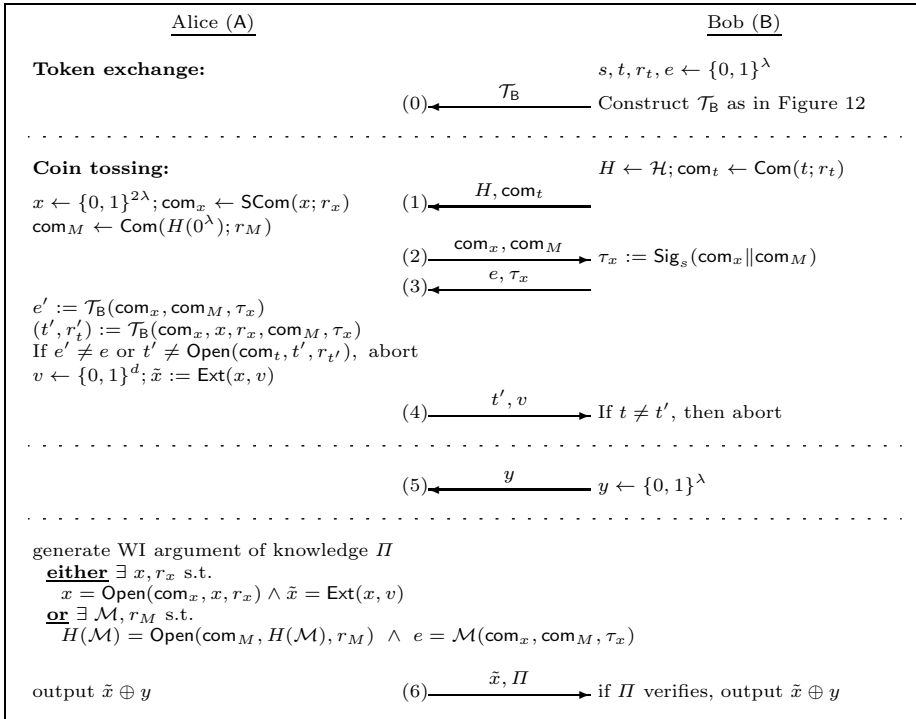 Alice (A) Bob (B)
Token exchange: s, t, r_t, e ← {0, 1}^λ
(0) 𝒯_B Construct 𝒯_B as in Figure 12
Coin tossing: H ← ℋ; com_t ← Com(t; r_t)
x ← {0, 1}^{2λ}; com_x ← SCom(x; r_x) (1) H, com_t
com_M ← Com(H(0^λ); r_M)
(2) com_x, com_M τ_x := Sig_s(com_x‖com_M)
(3) e, τ_x
e′ := 𝒯_B(com_x, com_M, τ_x)
(t′, r′_t) := 𝒯_B(com_x, x, r_x, com_M, τ_x)
If e′ ≠ e or t′ ≠ Open(com_t, t′, r_{t′}), abort
v ← {0, 1}^d; x̃ := Ext(x, v)
(4) t′, v If t ≠ t′, then abort
(5) y y ← {0, 1}^λ
generate WI argument of knowledge Π
either ∃ x, r_x s.t.
x = Open(com_x, x, r_x) ∧ x̃ = Ext(x, v)
or ∃ ℳ, r_M s.t.
H(ℳ) = Open(com_M, H(ℳ), r_M) ∧ e = ℳ(com_x, com_M, τ_x)
output x̃ ⊕ y (6) x̃, Π if Π verifies, output x̃ ⊕ y